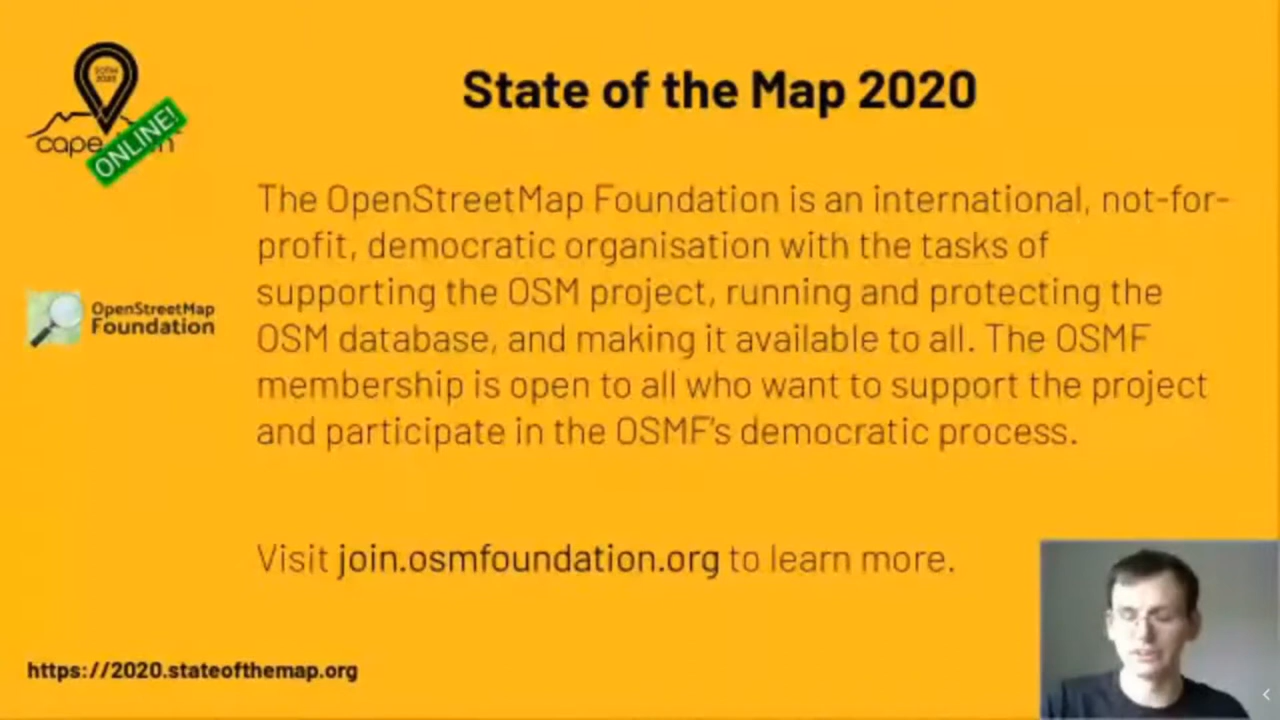 State of the Map 2020
SOTM
2020
cape
ONLINE!
The OpenStreetMap Foundation is an international, not-for-
profit, democratic organisation with the tasks of
supporting the OSM project, running and protecting the
OSM database, and making it available to all. The OSMF
membership is open to all who want to support the project
and participate in the OSMF's democratic process.
OpenStreetMap
Foundation
Visit join.osmfoundation.org to learn more.
https://2020.stateofthemap.org